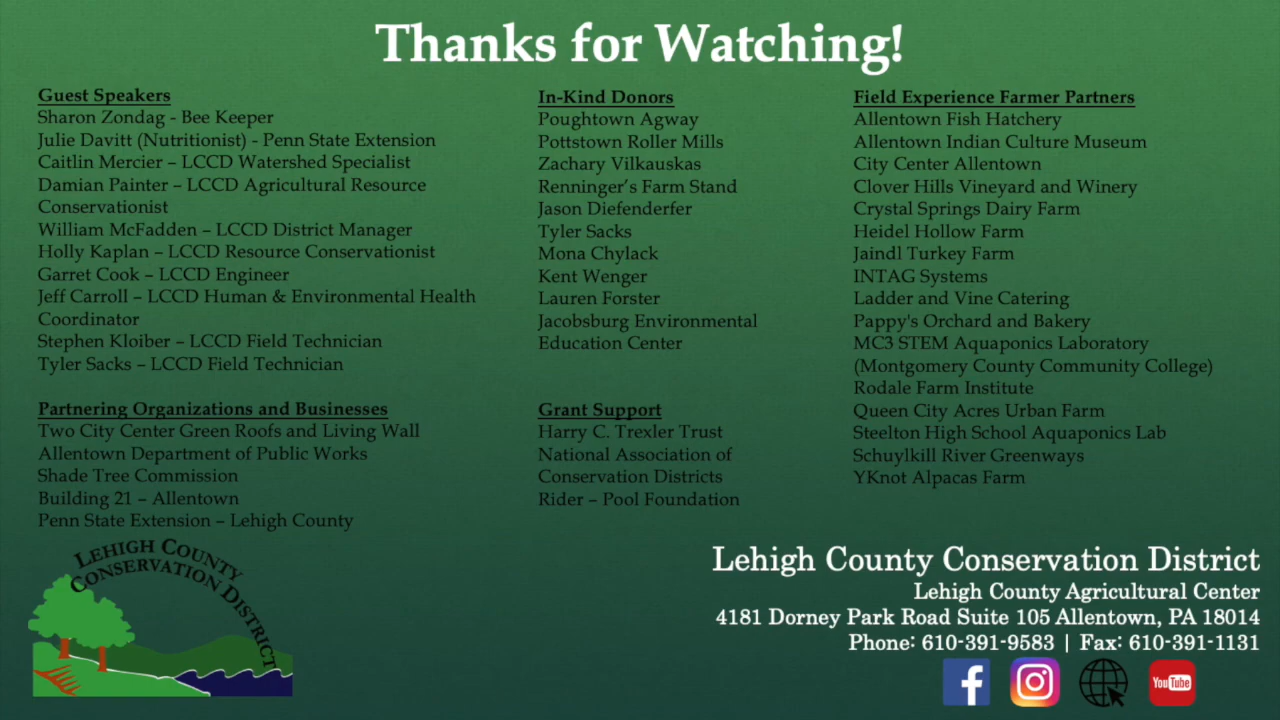 Thanks for Watching!
Guest Speakers
Sharon Zondag - Bee Keeper
Julie Davitt (Nutritionist) - Penn State Extension
Caitlin Mercier – LCCD Watershed Specialist
Damian Painter – LCCD Agricultural Resource
Conservationist
William McFadden – LCCD District Manager
Holly Kaplan – LCCD Resource Conservationist
Garret Cook – LCCD Engineer
Jeff Carroll – LCCD Human & Environmental Health
Coordinator
Stephen Kloiber – LCCD Field Technician
Tyler Sacks – LCCD Field Technician
Partnering Organizations and Businesses
Two City Center Green Roofs and Living Wall
Allentown Department of Public Works
Shade Tree Commission
Building 21 – Allentown
Penn State Extension – Lehigh County
In-Kind Donors
Poughtown Agway
Pottstown Roller Mills
Zachary Vilkauskas
Renninger's Farm Stand
Jason Diefenderfer
Tyler Sacks
Mona Chylack
Kent Wenger
Lauren Forster
Jacobsburg Environmental
Education Center
Grant Support
Harry C. Trexler Trust
National Association of
Conservation Districts
Rider – Pool Foundation
Field Experience Farmer Partners
Allentown Fish Hatchery
Allentown Indian Culture Museum
City Center Allentown
Clover Hills Vineyard and Winery
Crystal Springs Dairy Farm
Heidel Hollow Farm
Jaindl Turkey Farm
INTAG Systems
Ladder and Vine Catering
Pappy's Orchard and Bakery
MC3 STEM Aquaponics Laboratory
(Montgomery County Community College)
Rodale Farm Institute
Queen City Acres Urban Farm
Steelton High School Aquaponics Lab
Schuylkill River Greenways
YKnot Alpacas Farm
LEHIGH COUNTY
CONSERVATION DISTRICT
Lehigh County Conservation District
Lehigh County Agricultural Center
4181 Dorney Park Road Suite 105 Allentown, PA 18014
Phone: 610-391-9583 | Fax: 610-391-1131
YouTube